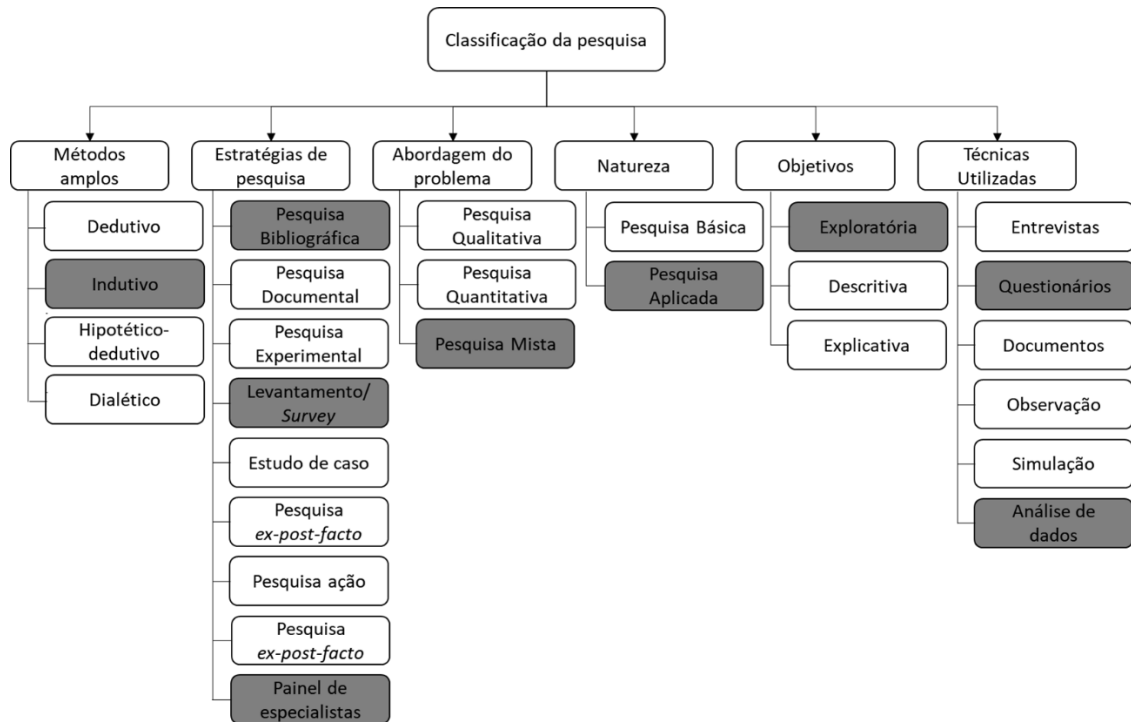 Classificação da pesquisa
Métodos
amplos
Dedutivo
Indutivo
Hipotético-
dedutivo
Dialético
Estratégias de
pesquisa
Pesquisa
Bibliográfica
Pesquisa
Documental
Pesquisa
Experimental
Levantamento/
Survey
Estudo de caso
Pesquisa
ex-post-facto
Pesquisa ação
Pesquisa
ex-post-facto
Painel de
especialistas
Abordagem do
problema
Pesquisa
Qualitativa
Pesquisa
Quantitativa
Pesquisa Mista
Natureza
Pesquisa Básica
Pesquisa
Aplicada
Objetivos
Exploratória
Descritiva
Explicativa
Técnicas
Utilizadas
Entrevistas
Questionários
Documentos
Observação
Simulação
Análise de
dados